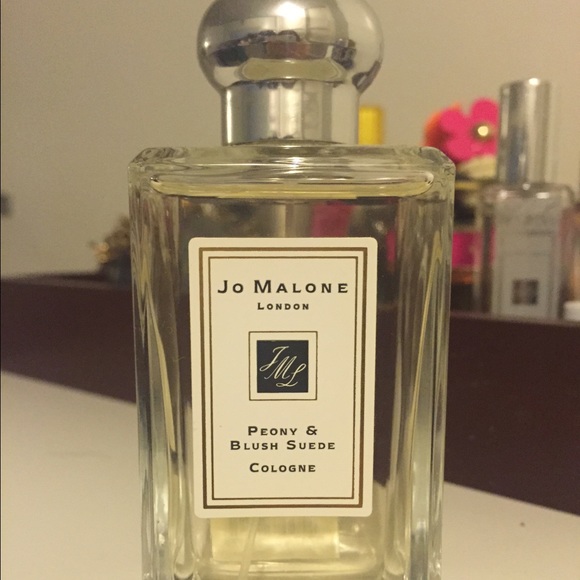 JO MALONE
LONDON
JML
PEONY &
BLUSH SUEDE
COLOGNE